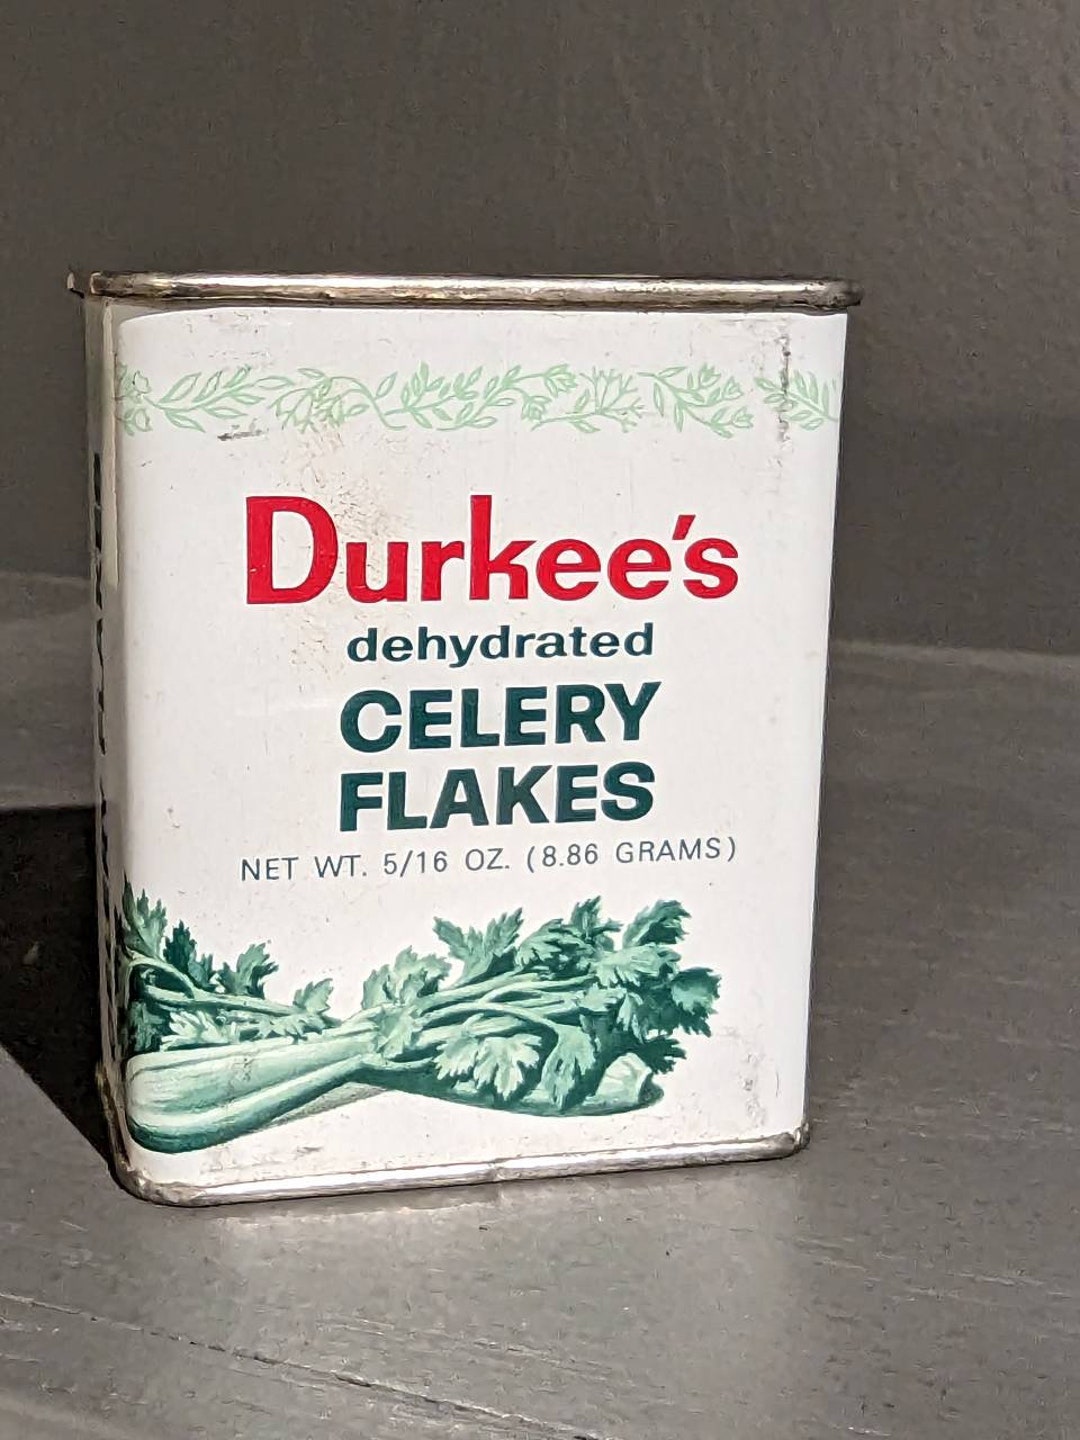 Durkee's
dehydrated
CELERY
FLAKES
NET WT. 5/16 OZ. (8.86 GRAMS)